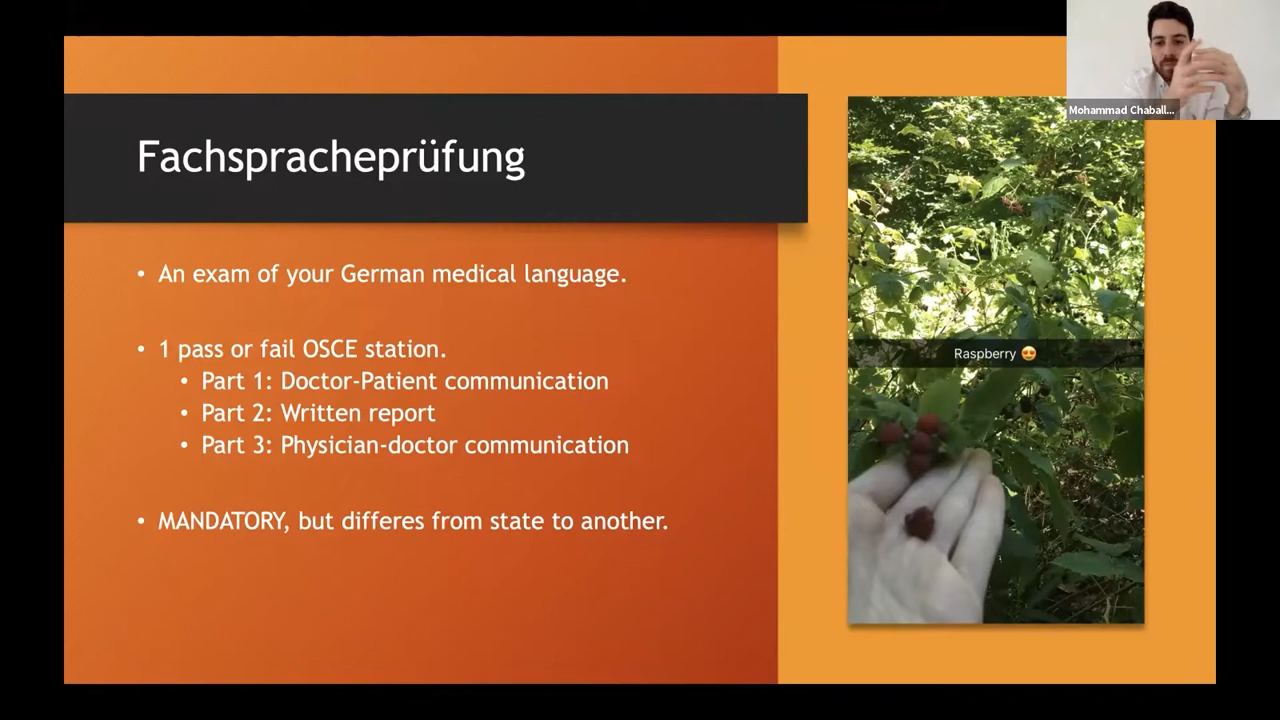 Fachspracheprüfung
• An exam of your German medical language.
• 1 pass or fail OSCE station.
• Part 1: Doctor-Patient communication
• Part 2: Written report
• Part 3: Physician-doctor communication
• MANDATORY, but differes from state to another.
Raspberry 😍
Mohammad Chaball...